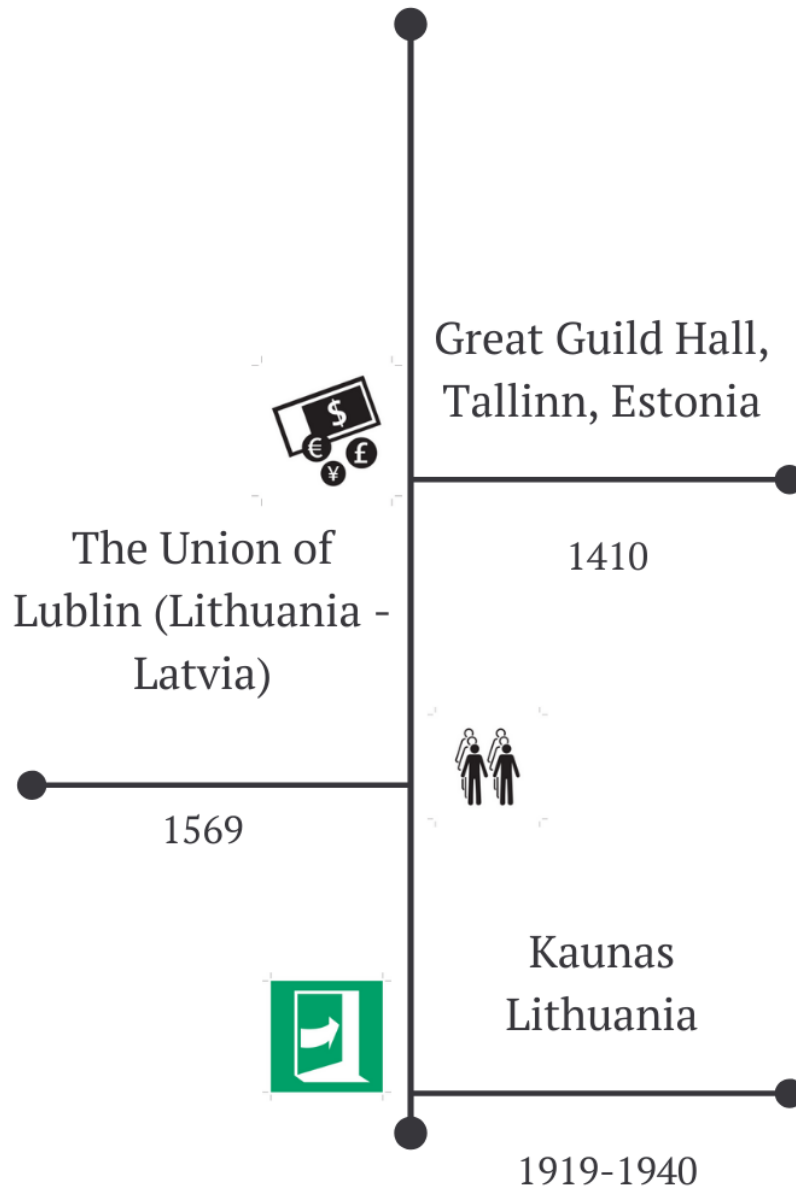 Great Guild Hall,
Tallinn, Estonia
$
€ £
¥
1410
The Union of
Lublin (Lithuania -
Latvia)
1569
Kaunas
Lithuania
1919-1940